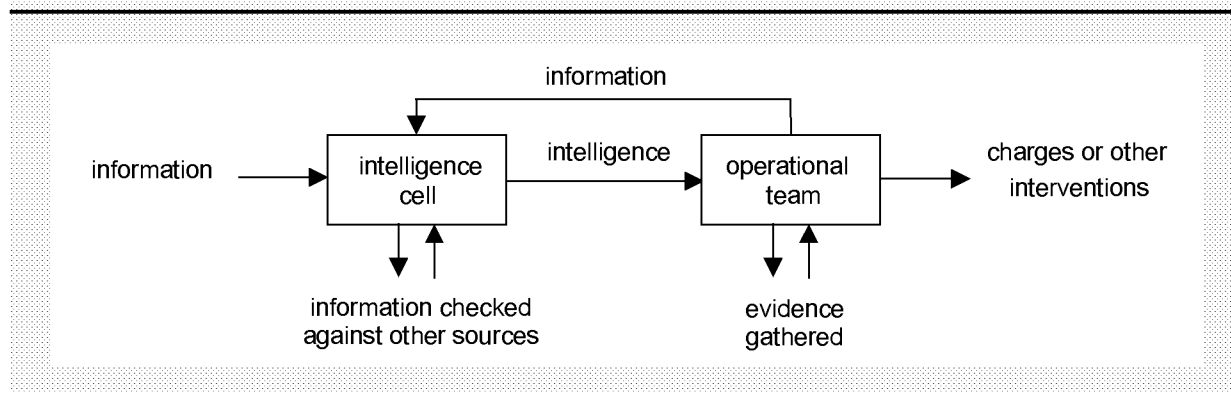 information
information
intelligence
cell
intelligence
operational
team
charges or other
interventions
information checked
against other sources
evidence
gathered